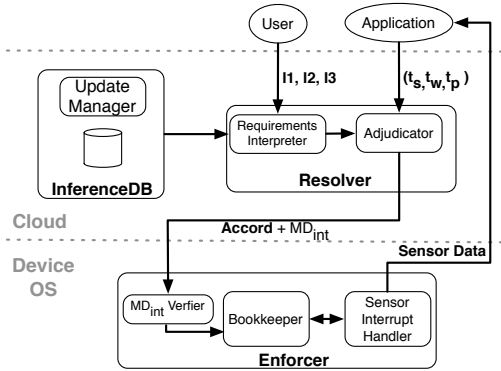 User
Application
I1, I2, I3
(ts,tw,tp )
Update
Manager
InferenceDB
Requirements
Interpreter
Adjudicator
Resolver
Cloud
Accord + MDint
Sensor Data
Device
OS
MDint Verfier
Bookkeeper
Sensor
Interrupt
Handler
Enforcer